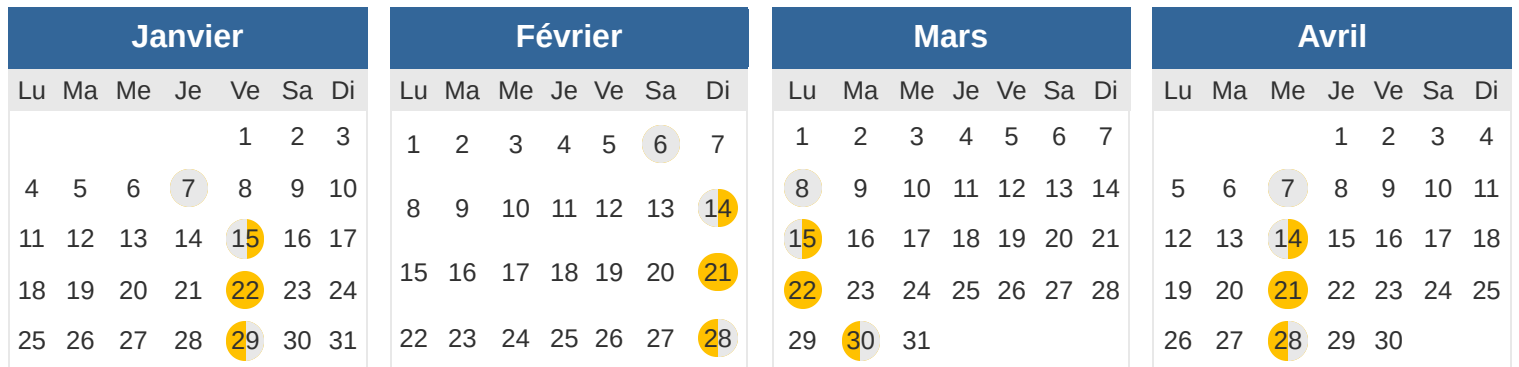 Janvier
Lu Ma Me Je Ve Sa Di
1 2 3
4 5 6 7 8 9 10
11 12 13 14 15 16 17
18 19 20 21 22 23 24
25 26 27 28 29 30 31
Février
Lu Ma Me Je Ve Sa Di
1 2 3 4 5 6 7
8 9 10 11 12 13 14
15 16 17 18 19 20 21
22 23 24 25 26 27 28
Mars
Lu Ma Me Je Ve Sa Di
1 2 3 4 5 6 7
8 9 10 11 12 13 14
15 16 17 18 19 20 21
22 23 24 25 26 27 28
29 30 31
Avril
Lu Ma Me Je Ve Sa Di
1 2 3 4
5 6 7 8 9 10 11
12 13 14 15 16 17 18
19 20 21 22 23 24 25
26 27 28 29 30